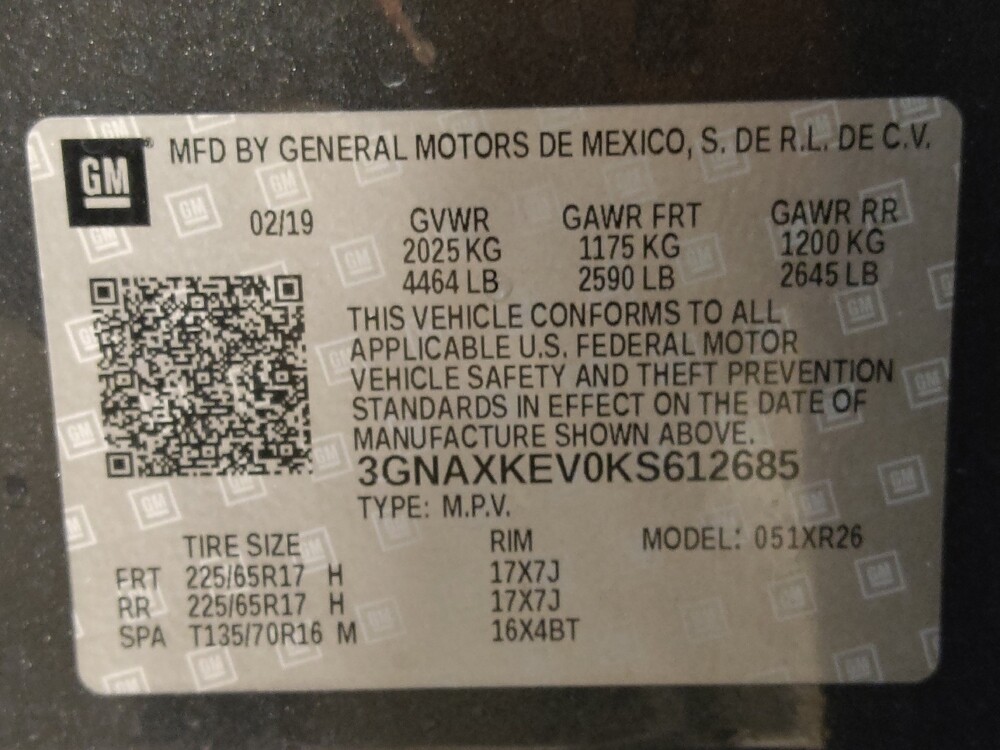 GM
MFD BY GENERAL MOTORS DE MEXICO, S. DE R.L. DE C.V.
02/19 GVWR GAWR FRT GAWR RR
2025 KG 1175 KG 1200 KG
4464 LB 2590 LB 2645 LB
THIS VEHICLE CONFORMS TO ALL
APPLICABLE U.S. FEDERAL MOTOR
VEHICLE SAFETY AND THEFT PREVENTION
STANDARDS IN EFFECT ON THE DATE OF
MANUFACTURE SHOWN ABOVE.
3GNAXKEV0KS612685
TYPE: M.P.V.
TIRE SIZE RIM MODEL: 051XR26
FRT 225/65R17 H 17X7J
RR 225/65R17 H 17X7J
SPA T135/70R16 M 16X4BT